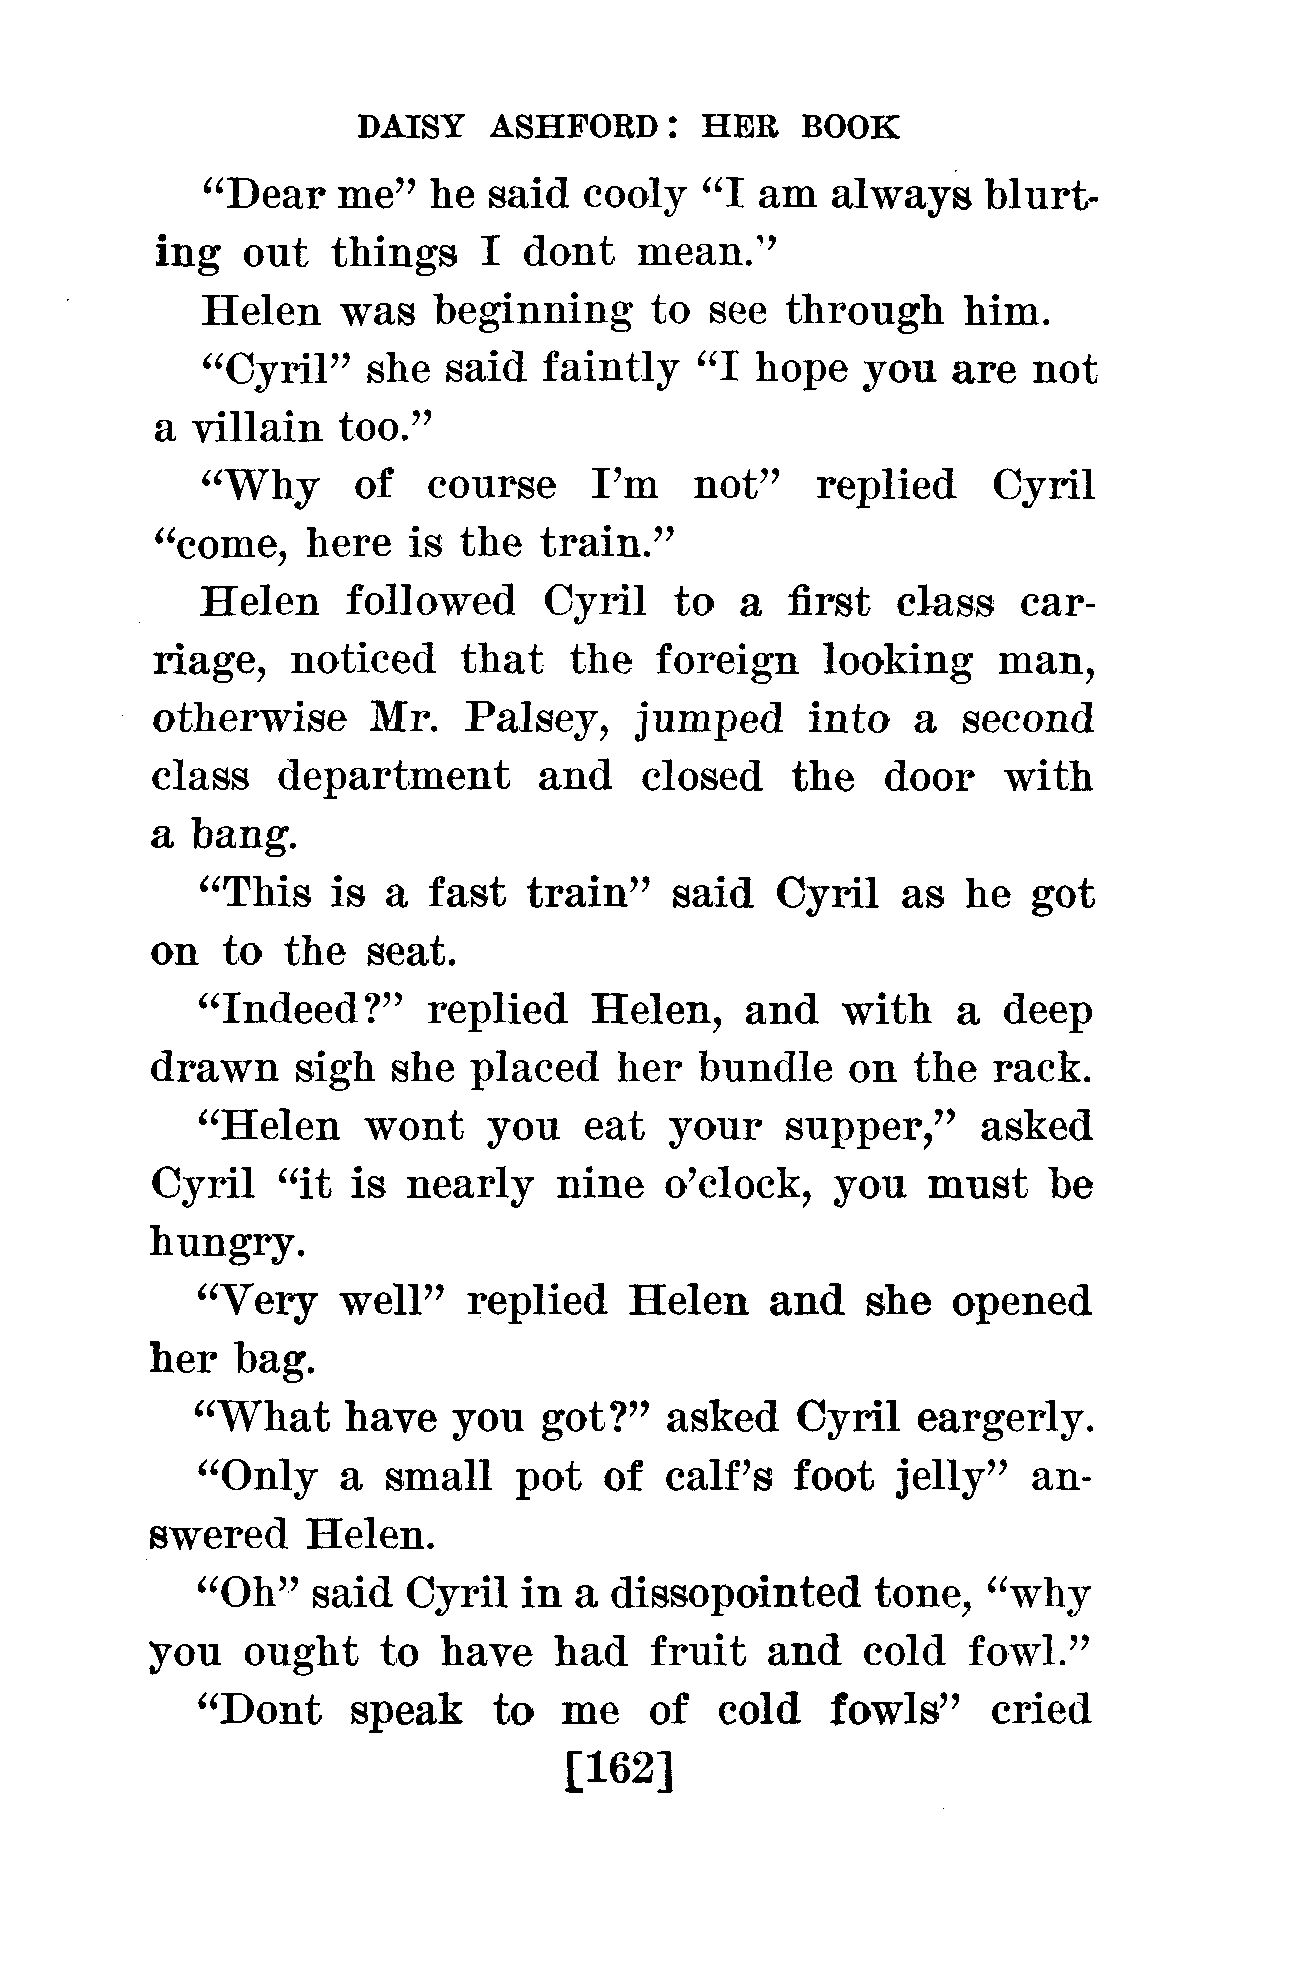 DAISY ASHFORD: HER BOOK
“Dear me” he said cooly “I am always blurt-
ing out things I dont mean.”
Helen was beginning to see through him.
“Cyril” she said faintly “I hope you are not
a villain too.”
“Why of course I’m not” replied Cyril
“come, here is the train.”
Helen followed Cyril to a first class car-
riage, noticed that the foreign looking man,
otherwise Mr. Palsey, jumped into a second
class department and closed the door with
a bang.
“This is a fast train” said Cyril as he got
on to the seat.
“Indeed?” replied Helen, and with a deep
drawn sigh she placed her bundle on the rack.
“Helen wont you eat your supper,” asked
Cyril “it is nearly nine o’clock, you must be
hungry.
“Very well” replied Helen and she opened
her bag.
“What have you got?” asked Cyril eargerly.
“Only a small pot of calf’s foot jelly” an-
swered Helen.
“Oh” said Cyril in a dissopointed tone, “why
you ought to have had fruit and cold fowl.”
“Dont speak to me of cold fowls” cried
[162]